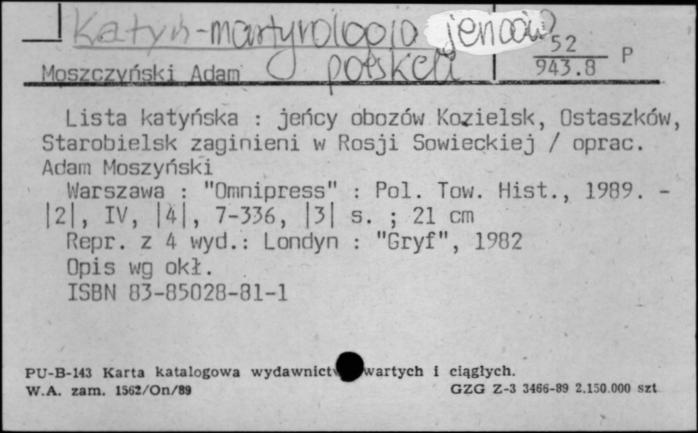 Katyń-martyrologia jeńców
polskich
52
943.8 P
Moszczyński Adam
Lista katyńska : jeńcy obozów Kozielsk, Ostaszków,
Starobielsk zaginieni w Rosji Sowieckiej / oprac.
Adam Moszyński
Warszawa : "Omnipress" : Pol. Tow. Hist., 1989. -
|2|, IV, |4|, 7-336, |3| s. ; 21 cm
Repr. z 4 wyd.: Londyn : "Gryf", 1982
Opis wg okł.
ISBN 83-85028-81-1
PU-B-143 Karta katalogowa wydawnict wartych i ciągłych.
W.A. zam. 1562/On/89 GZG Z-3 3466-89 2.150.000 szt